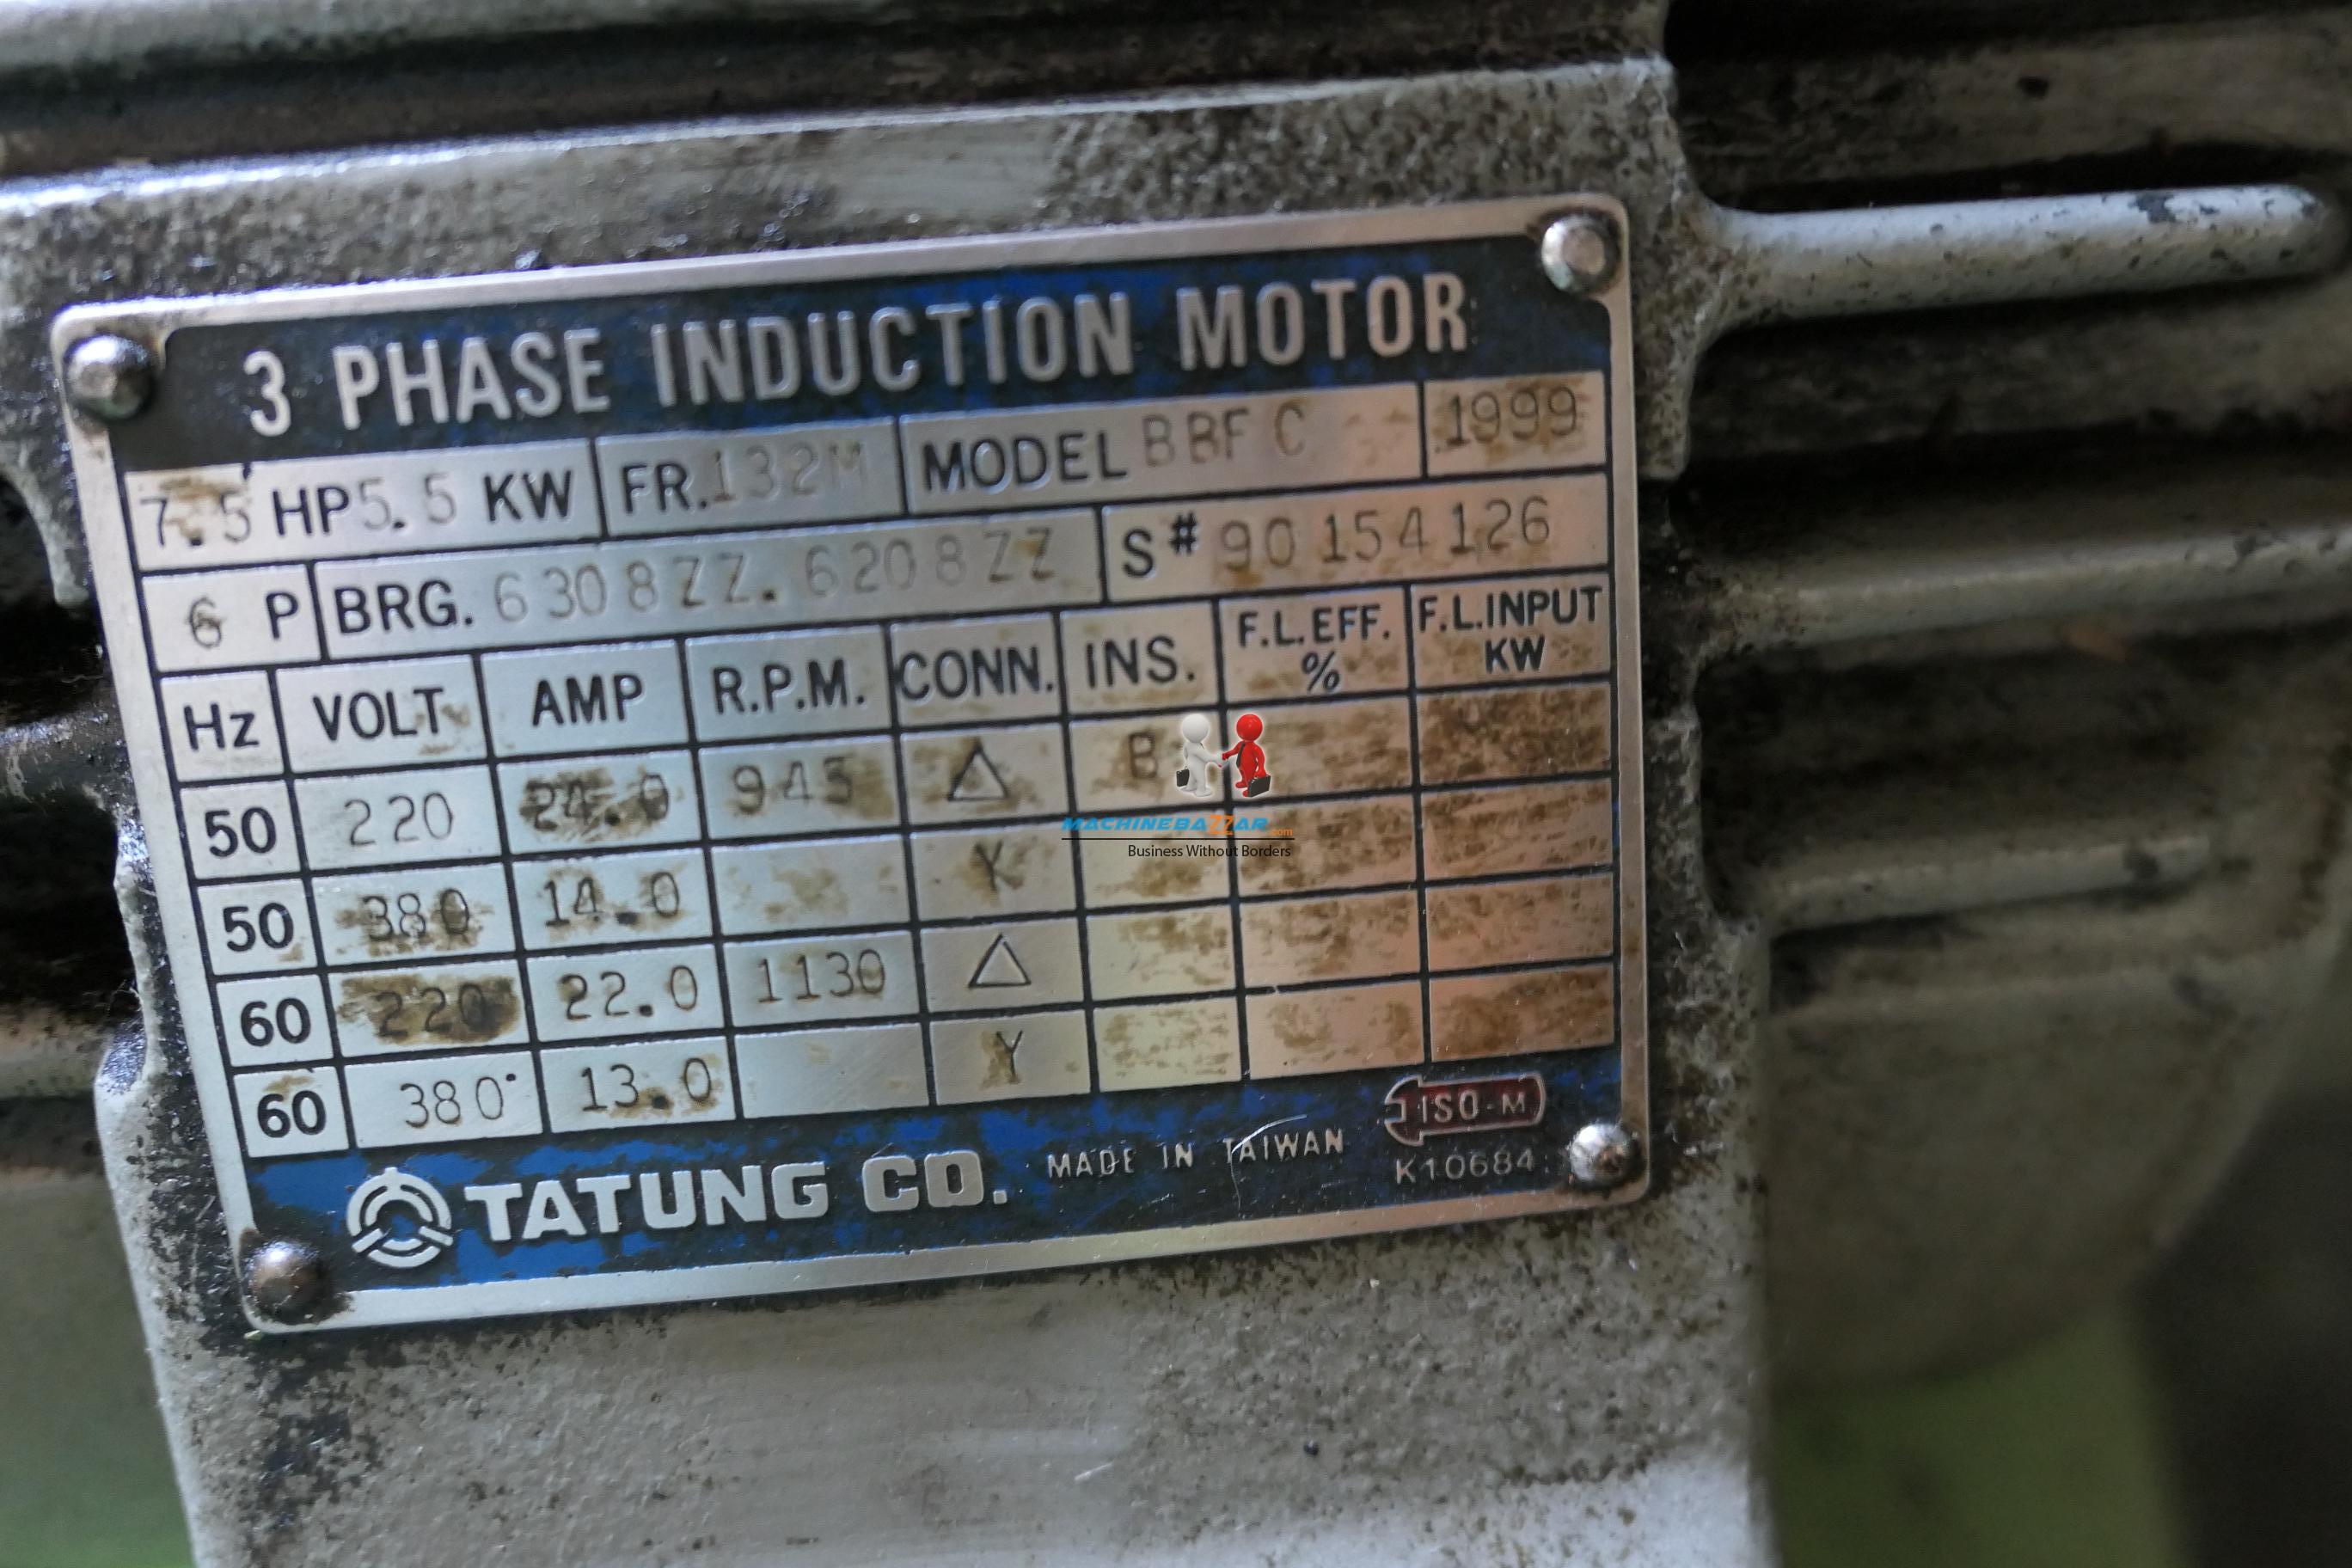 3 PHASE INDUCTION MOTOR
7.5 HP 5.5 KW FR. 132M MODEL BBFC 1999
6 P BRG. 6308ZZ. 6208ZZ S# 90154126
Hz VOLT AMP R.P.M. CONN. INS. F.L.EFF. % F.L.INPUT KW
50 220 24.0 945 △ B
50 380 14.0 Y
60 220 22.0 1130 △
60 380 13.0 Y
TATUNG CO. MADE IN TAIWAN ISO-M
K10684
MACHINEBAZZAR.com
Business Without Borders